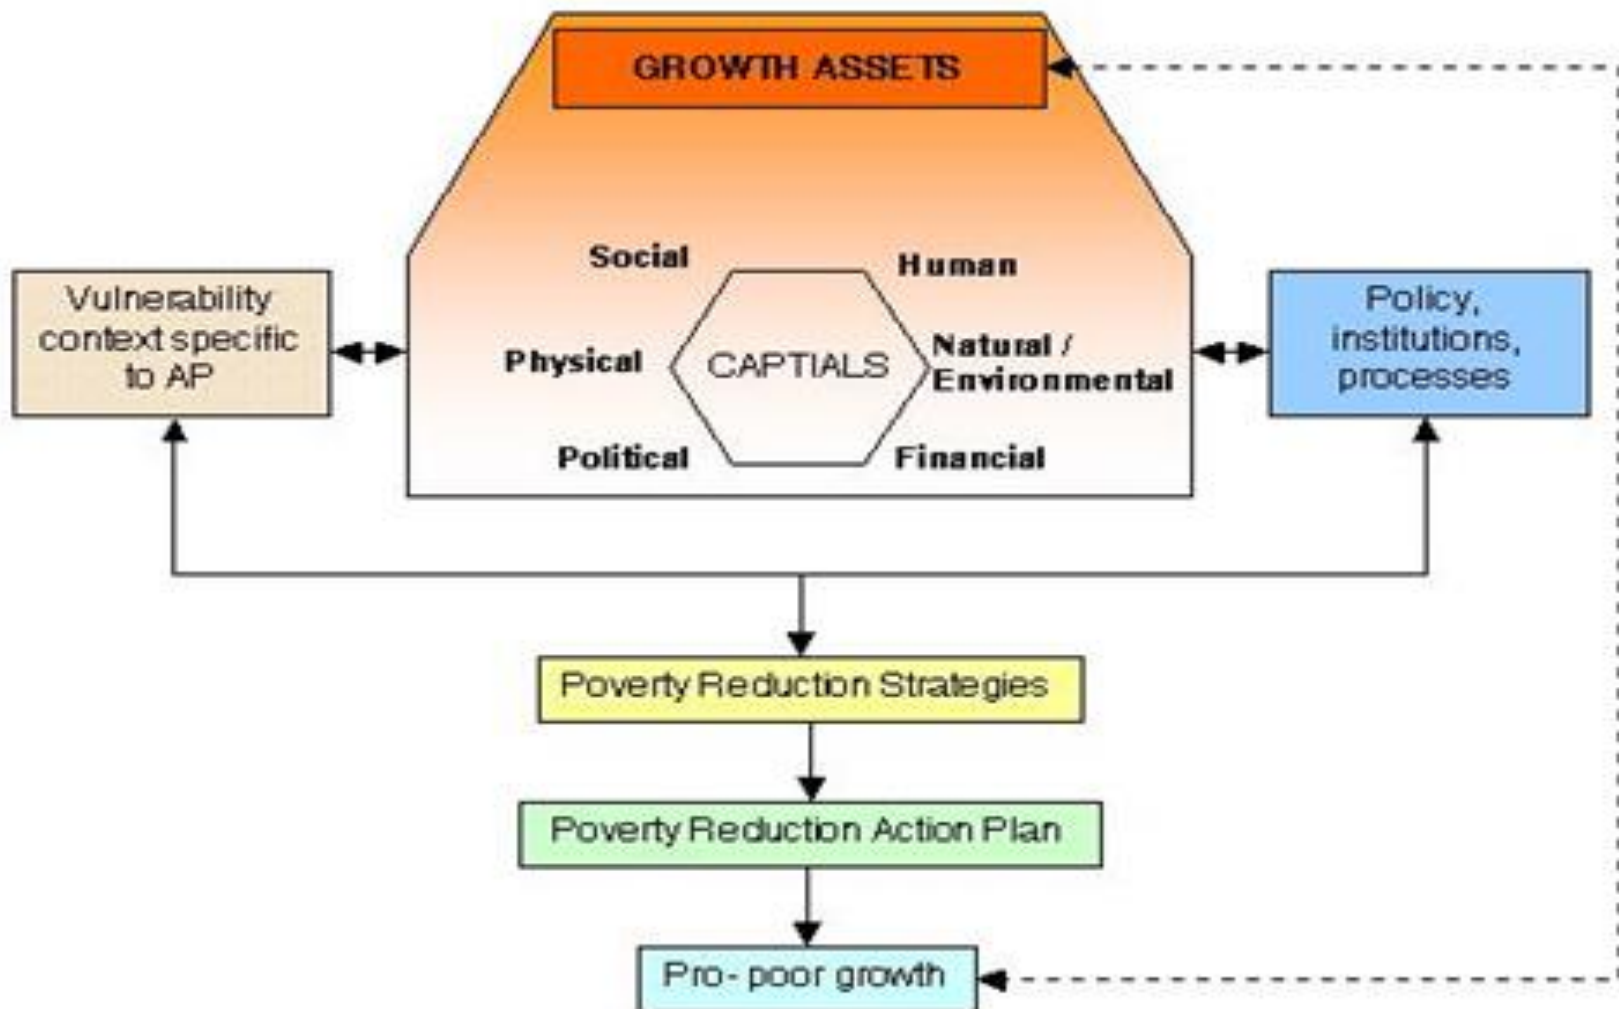 GROWTH ASSETS
Social
Human
Vulnerability
context specific
to AP
Physical
CAPTIALS
Natural /
Environmental
Policy,
institutions,
processes
Political
Financial
Poverty Reduction Strategies
Poverty Reduction Action Plan
Pro- poor growth